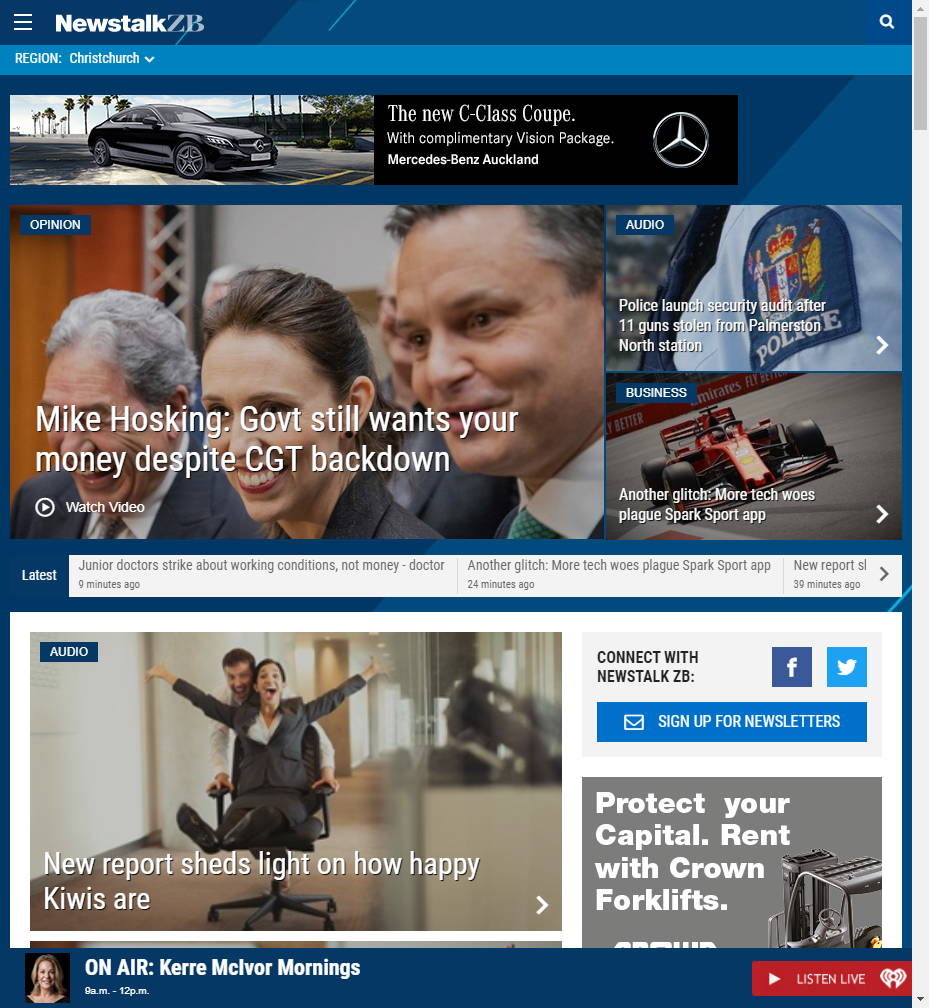 NewstalkZB
REGION: Christchurch
The new C-Class Coupe.
With complimentary Vision Package.
Mercedes-Benz Auckland
OPINION
Mike Hosking: Govt still wants your
money despite CGT backdown
Watch Video
AUDIO
POLICE
Police launch security audit after
11 guns stolen from Palmerston
North station
BUSINESS
Emirates FLY BETTER
Another glitch: More tech woes
plague Spark Sport app
Latest
Junior doctors strike about working conditions, not money - doctor
9 minutes ago
Another glitch: More tech woes plague Spark Sport app
24 minutes ago
New report sl
39 minutes ago
AUDIO
New report sheds light on how happy
Kiwis are
CONNECT WITH
NEWSTALK ZB:
SIGN UP FOR NEWSLETTERS
Protect your
Capital. Rent
with Crown
Forklifts.
ON AIR: Kerre McIvor Mornings
9a.m. - 12p.m.
LISTEN LIVE